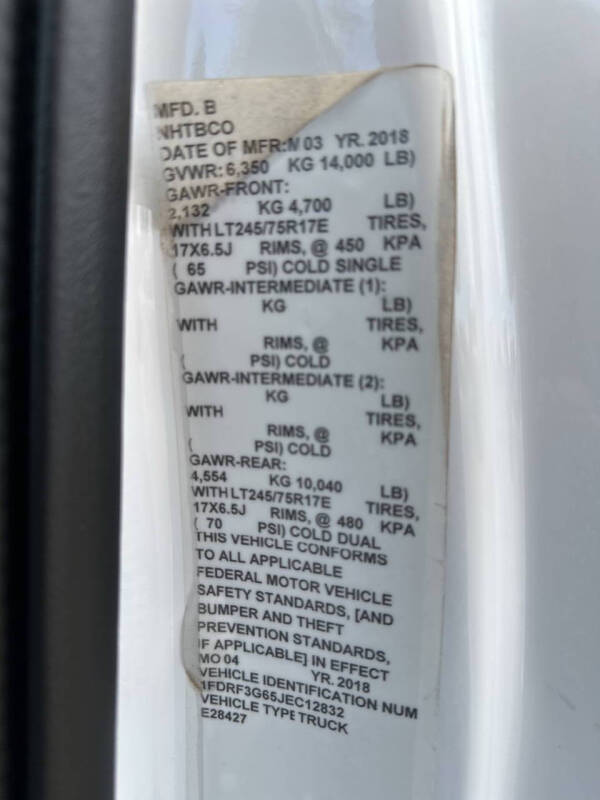 MFD. B
NHTBCO
DATE OF MFR:M 03 YR. 2018
GVWR: 6,350 KG 14,000 LB)
GAWR-FRONT:
2,132 KG 4,700 LB)
WITH LT245/75R17E TIRES,
17X6.5J RIMS, @ 450 KPA
( 65 PSI) COLD SINGLE
GAWR-INTERMEDIATE (1):
KG LB)
WITH TIRES,
RIMS, @ KPA
( PSI) COLD
GAWR-INTERMEDIATE (2):
KG LB)
WITH TIRES,
RIMS, @ KPA
( PSI) COLD
GAWR-REAR:
4,554 KG 10,040 LB)
WITH LT245/75R17E TIRES,
17X6.5J RIMS, @ 480 KPA
( 70 PSI) COLD DUAL
THIS VEHICLE CONFORMS
TO ALL APPLICABLE
FEDERAL MOTOR VEHICLE
SAFETY STANDARDS, [AND
BUMPER AND THEFT
PREVENTION STANDARDS,
IF APPLICABLE] IN EFFECT
MO 04 YR. 2018
VEHICLE IDENTIFICATION NUM
1FDRF3G65JEC12832
VEHICLE TYPE TRUCK
E28427